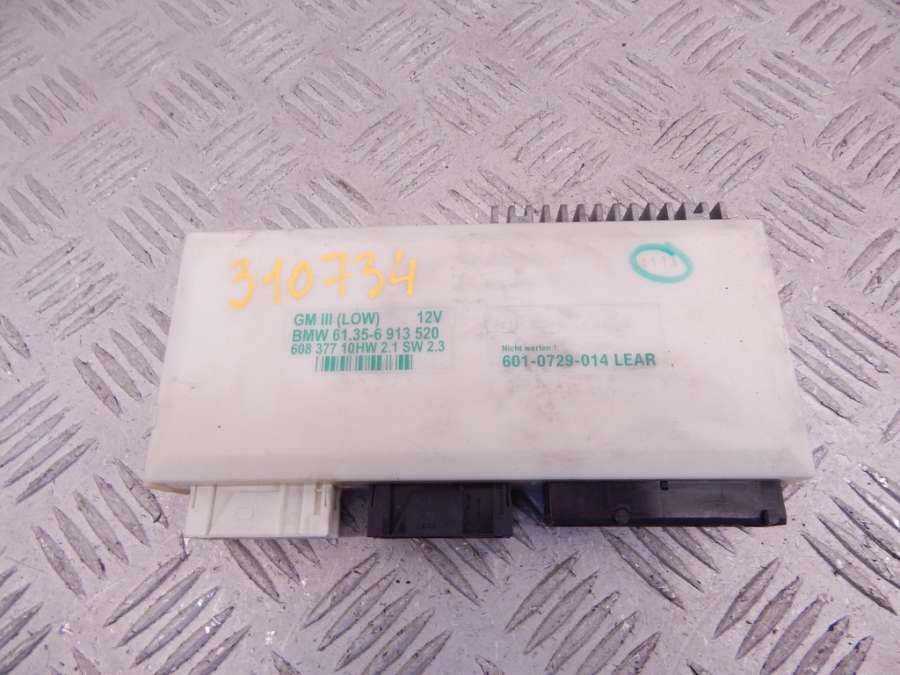 310734
GM III (LOW) 12V
BMW 61.35-6 913 520
608 377 10HW 2.1 SW 2.3
Nicht werfen !
601-0729-014 LEAR